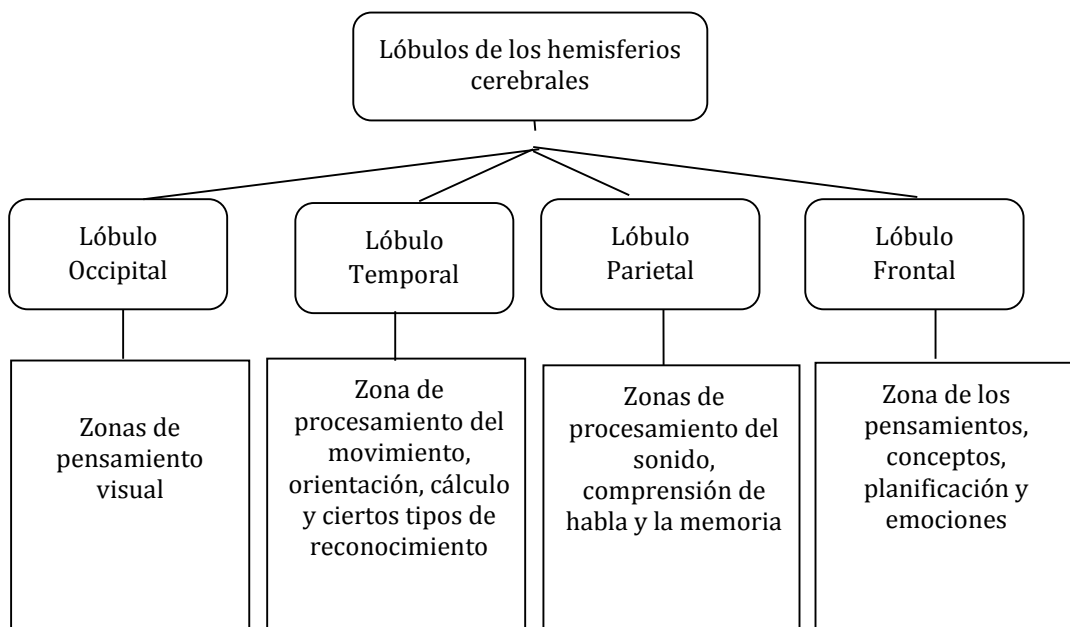 Lóbulos de los hemisferios
cerebrales
Lóbulo
Occipital
Lóbulo
Temporal
Lóbulo
Parietal
Lóbulo
Frontal
Zonas de
pensamiento
visual
Zona de
procesamiento del
movimiento,
orientación, cálculo
y ciertos tipos de
reconocimiento
Zonas de
procesamiento del
sonido,
comprensión de
habla y la memoria
Zona de los
pensamientos,
conceptos,
planificación y
emociones